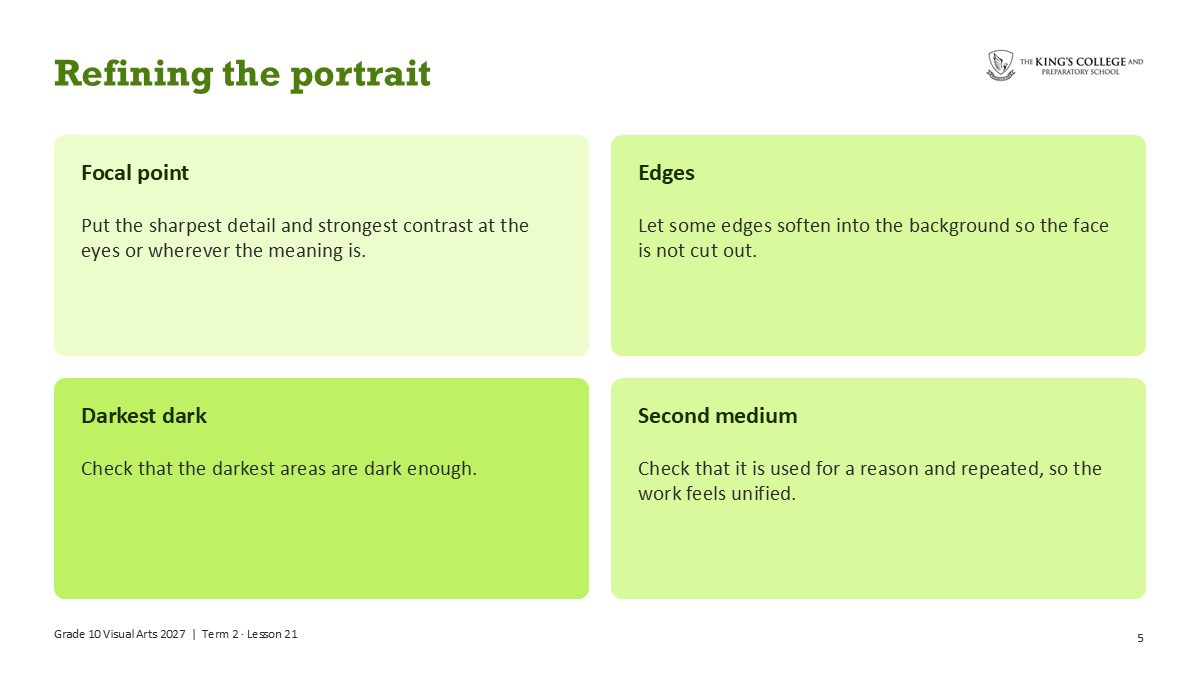 Refining the portrait
THE KING'S COLLEGE AND
PREPARATORY SCHOOL
Focal point
Put the sharpest detail and strongest contrast at the
eyes or wherever the meaning is.
Edges
Let some edges soften into the background so the face
is not cut out.
Darkest dark
Check that the darkest areas are dark enough.
Second medium
Check that it is used for a reason and repeated, so the
work feels unified.
Grade 10 Visual Arts 2027 | Term 2 · Lesson 21
5